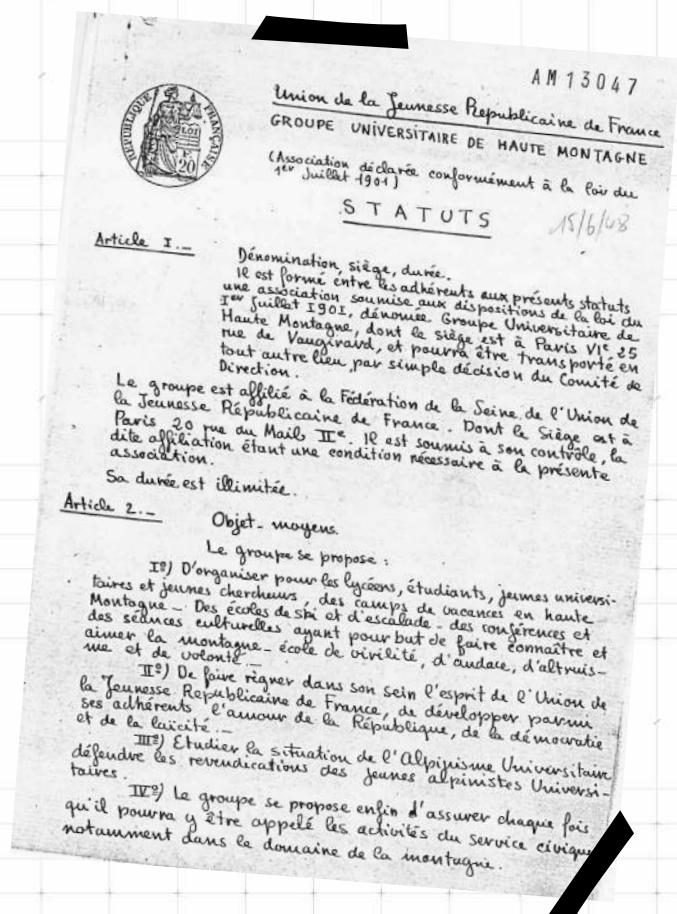 AM13047
RÉPUBLIQUE FRANÇAISE
LOI
20
Union de la Jeunesse Republicaine de France
GROUPE UNIVERSITAIRE DE HAUTE MONTAGNE
(Association déclarée conformément à la loi du
1er Juillet 1901)
STATUTS
15/6/48
Article I._
Dénomination, siège, durée.
Il est formé entre les adhérents aux présents statuts
une association soumise aux dispositions de la loi du
Ier Juillet 1901, dénomée Groupe Universitaire de
Haute Montagne, dont le siège est à Paris VIe 25
rue de Vaugirard, et pourra être transporté en
tout autre lieu par simple décision du Comité de
Direction.
Le groupe est affilié à la Fédération de la Seine de l'Union de
la Jeunesse Républicaine de France. Dont le Siège est à
Paris 20 rue du Mail IIe. Il est soumis à son contrôle, la
dite affiliation étant une condition nécessaire à la présente
association.
Sa durée est illimitée.
Article 2._
Objet - moyens.
Le groupe se propose :
Iº) D'organiser pour les lycéens, étudiants, jeunes universi-
taires et jeunes chercheurs, des camps de vacances en haute
Montagne _ Des écoles de ski et d'escalade - des conférences et
des séances culturelles ayant pour but de faire connaître et
aimer la montagne - école de virilité, d'audace, d'altruis-
me et de volonté _
IIº) De faire règner dans son sein l'esprit de l'Union de
la Jeunesse Republicaine de France, de développer parmi
ses adhérents l'amour de la République, de la démocratie
et de la laïcité. _
IIIº) Etudier la situation de l'Alpinisme Universitaire
défendre les revendications des jeunes alpinistes Universi-
taires.
IVº) Le groupe se propose enfin d'assurer chaque fois
qu'il pourra y être appelé les activités du service civique
notamment dans le domaine de la montagne.